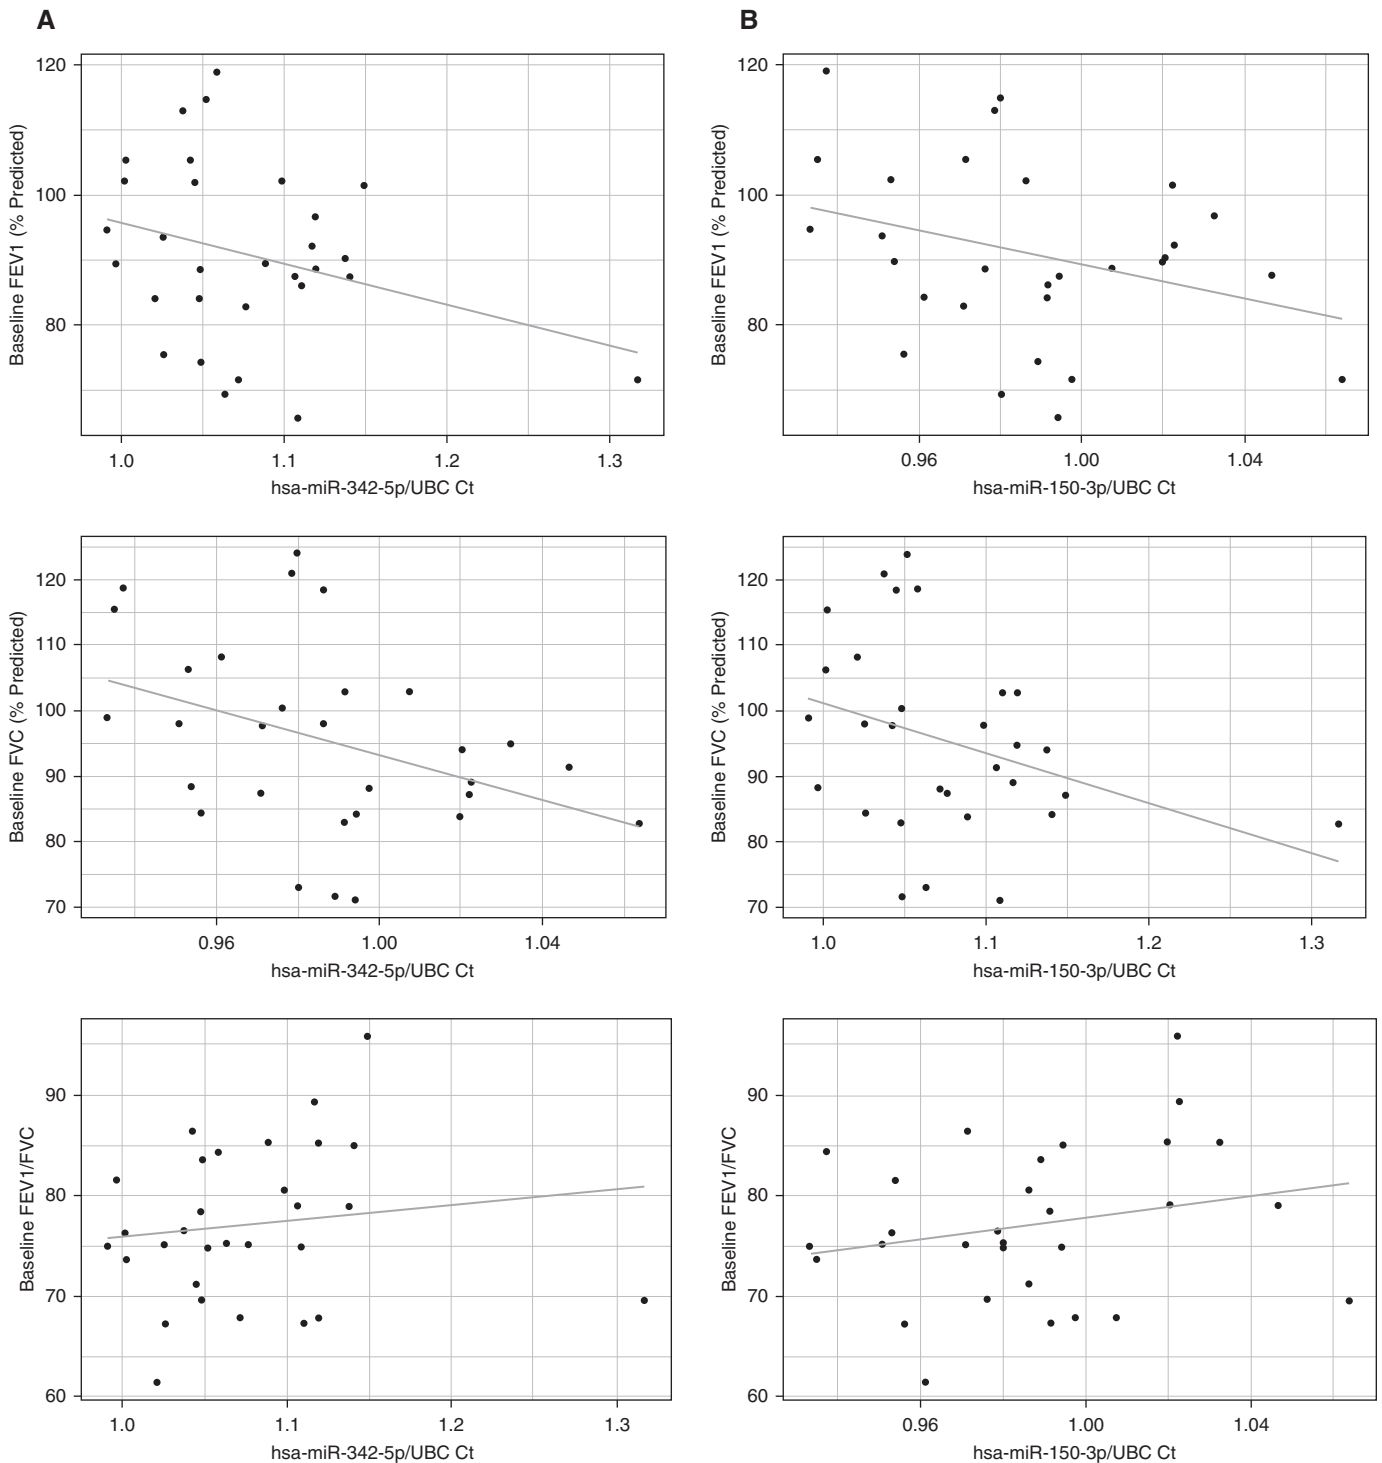 A
B
Baseline FEV1 (% Predicted)
120
100
80
1.0 1.1 1.2 1.3
hsa-miR-342-5p/UBC Ct
Baseline FEV1 (% Predicted)
120
100
80
0.96 1.00 1.04
hsa-miR-150-3p/UBC Ct
Baseline FVC (% Predicted)
120
110
100
90
80
70
0.96 1.00 1.04
hsa-miR-342-5p/UBC Ct
Baseline FVC (% Predicted)
120
110
100
90
80
70
1.0 1.1 1.2 1.3
hsa-miR-150-3p/UBC Ct
Baseline FEV1/FVC
90
80
70
60
1.0 1.1 1.2 1.3
hsa-miR-342-5p/UBC Ct
Baseline FEV1/FVC
90
80
70
60
0.96 1.00 1.04
hsa-miR-150-3p/UBC Ct